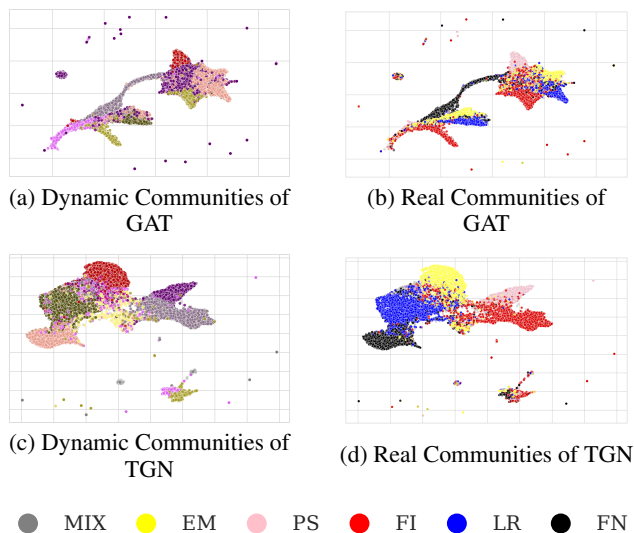 (a) Dynamic Communities of
GAT
(b) Real Communities of
GAT
(c) Dynamic Communities of
TGN
(d) Real Communities of TGN
MIX EM PS FI LR FN